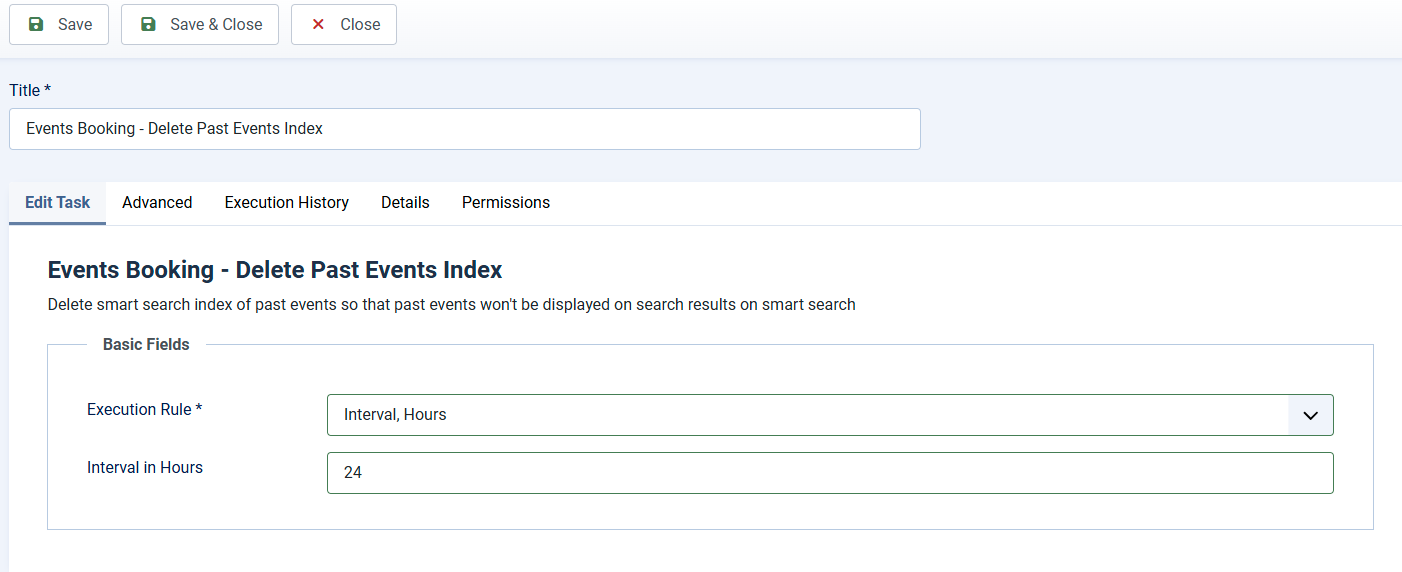 Save Save & Close Close
Title *
Events Booking - Delete Past Events Index
Edit Task Advanced Execution History Details Permissions
Events Booking - Delete Past Events Index
Delete smart search index of past events so that past events won't be displayed on search results on smart search
Basic Fields
Execution Rule * Interval, Hours
Interval in Hours 24